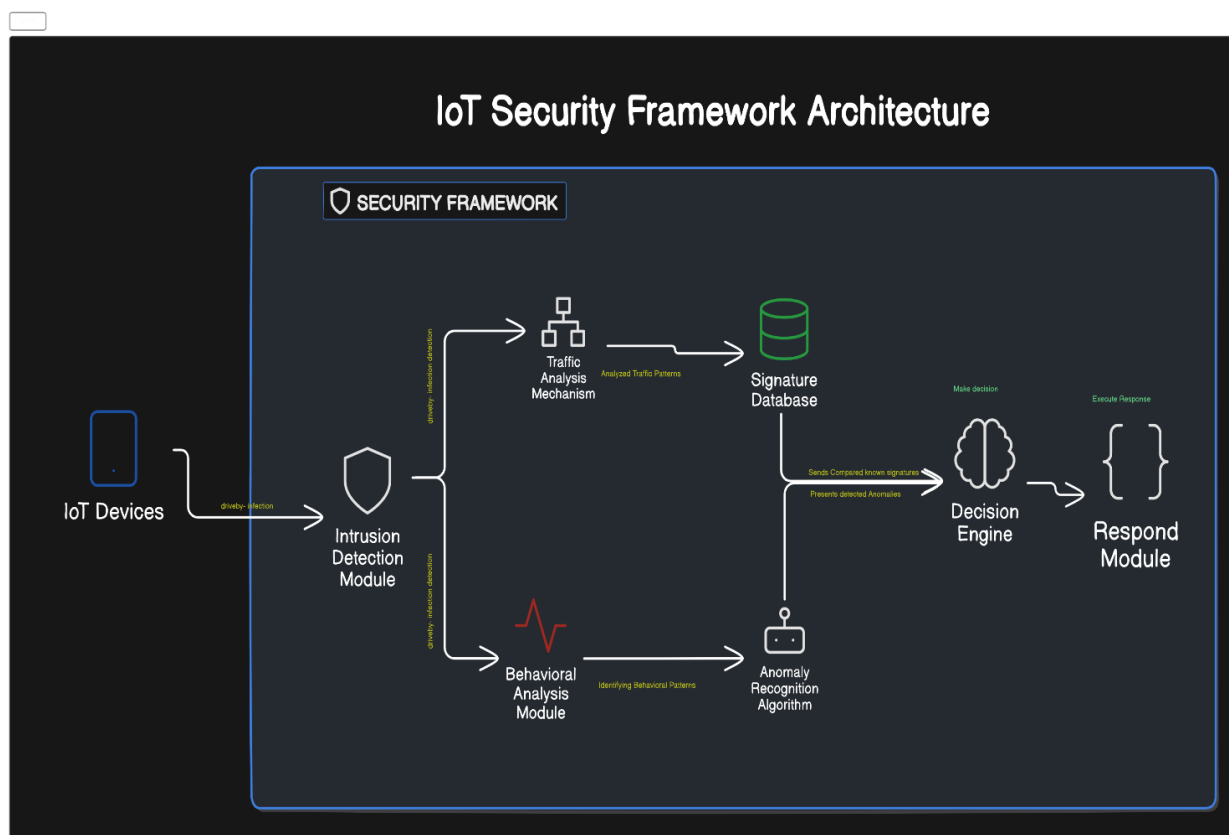 IoT Security Framework Architecture
SECURITY FRAMEWORK
IoT Devices
driveby- infection
Intrusion
Detection
Module
driveby- infection detection
driveby- infection detection
Traffic
Analysis
Mechanism
Analyzed Traffic Patterns
Signature
Database
Behavioral
Analysis
Module
Identifying Behavioral Patterns
Anomaly
Recognition
Algorithm
Sends Compared known signatures
Presents detected Anomalies
Make decision
Decision
Engine
Execute Response
Respond
Module